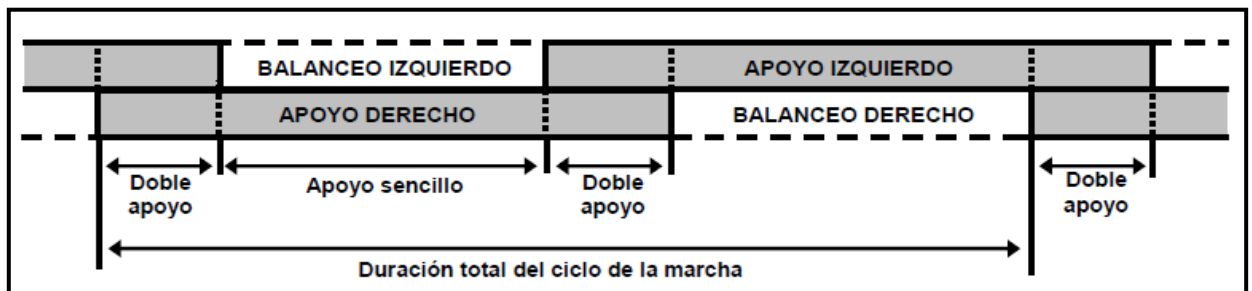 BALANCEO IZQUIERDO
APOYO IZQUIERDO
APOYO DERECHO
BALANCEO DERECHO
Doble
apoyo
Apoyo sencillo
Doble
apoyo
Doble
apoyo
Duración total del ciclo de la marcha